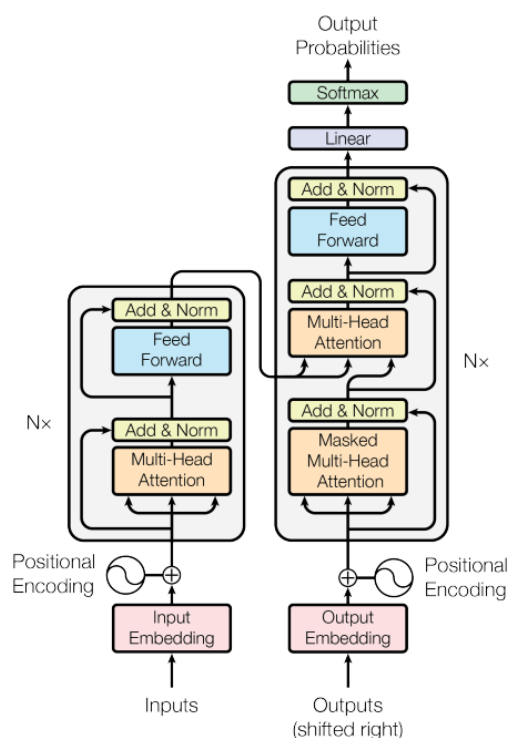 Output
Probabilities
Softmax
Linear
Add & Norm
Feed
Forward
Add & Norm
Multi-Head
Attention
Add & Norm
Masked
Multi-Head
Attention
N×
Add & Norm
Feed
Forward
Add & Norm
Multi-Head
Attention
N×
Positional
Encoding
Positional
Encoding
Input
Embedding
Output
Embedding
Inputs
Outputs
(shifted right)